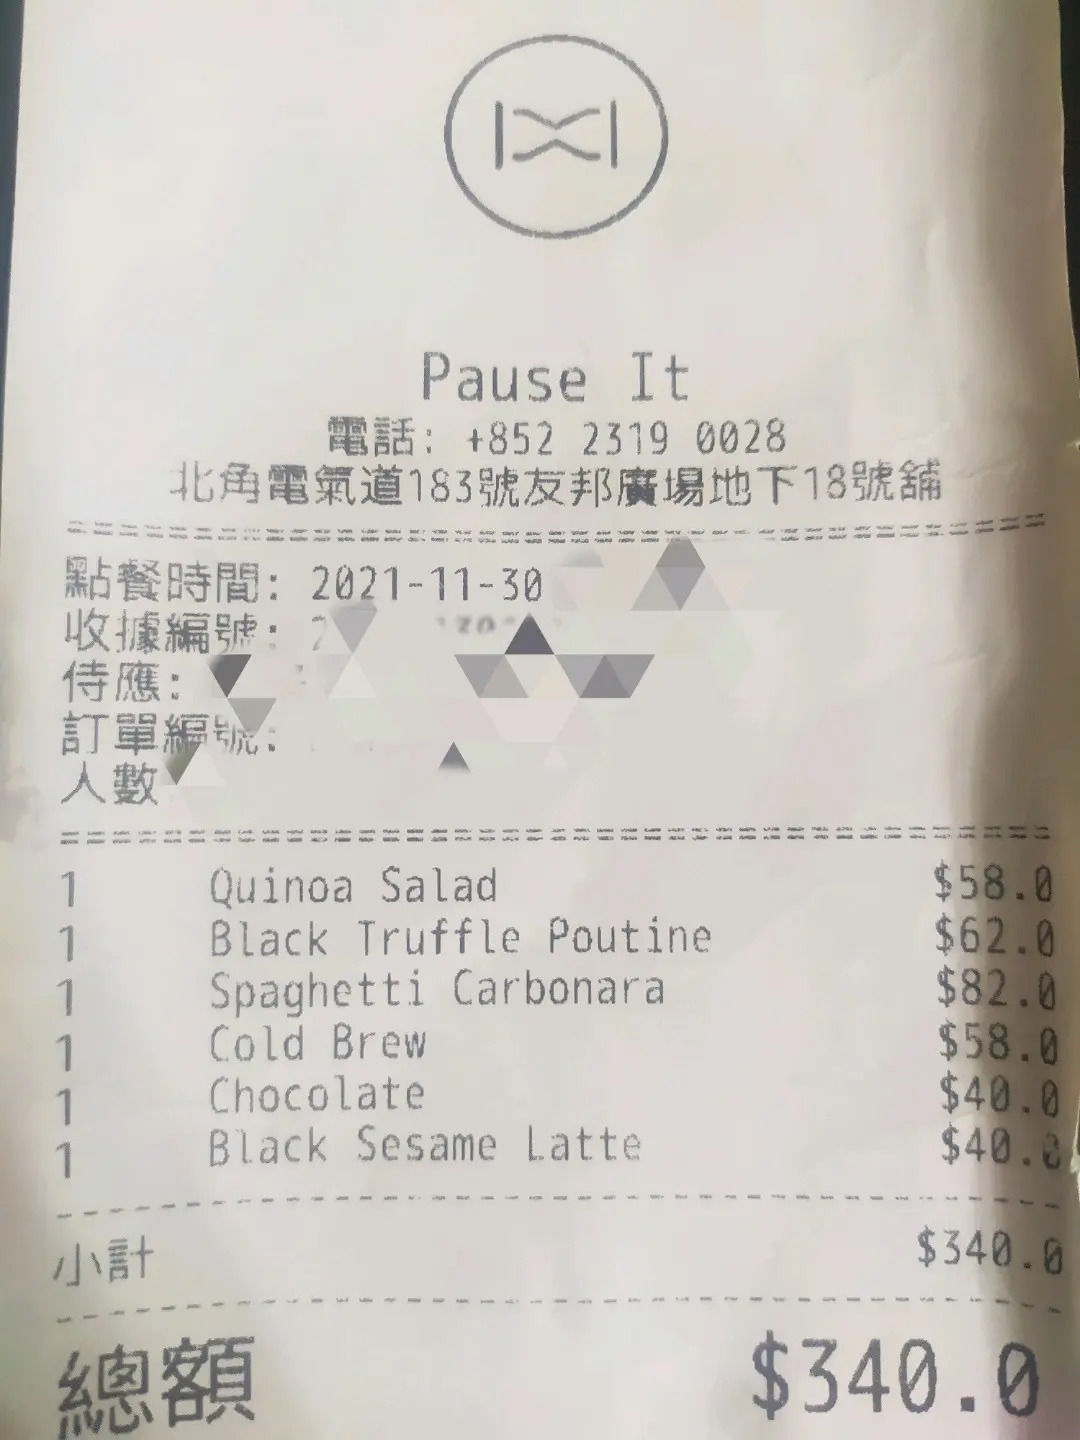 Pause It
電話: +852 2319 0028
北角電氣道183號友邦廣場地下18號舖
點餐時間: 2021-11-30
收據編號: 2
侍應:
訂單編號:
人數
1 Quinoa Salad $58.0
1 Black Truffle Poutine $62.0
1 Spaghetti Carbonara $82.0
1 Cold Brew $58.0
1 Chocolate $40.0
1 Black Sesame Latte $40.0
小計 $340.0
總額 $340.0